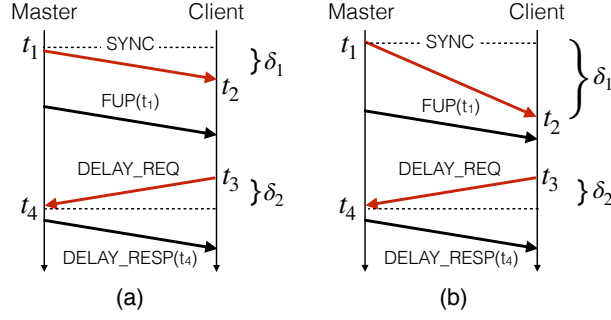 Master Client Master Client
t₁ SYNC δ₁ t₁ SYNC δ₁
t₂
FUP(t₁) FUP(t₁)
t₂
DELAY_REQ DELAY_REQ
t₃ δ₂ t₃ δ₂
t₄ t₄
DELAY_RESP(t₄) DELAY_RESP(t₄)
(a) (b)